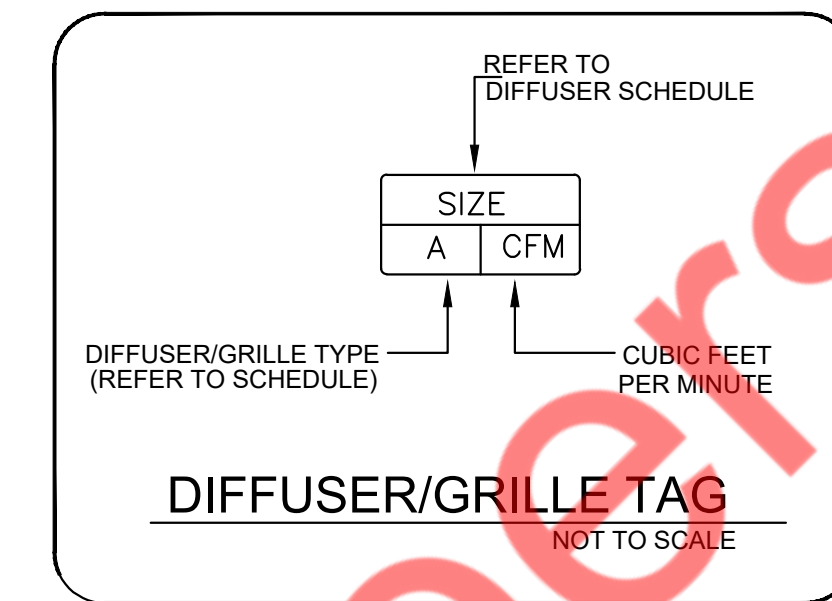 REFER TO
DIFFUSER SCHEDULE
SIZE
A CFM
DIFFUSER/GRILLE TYPE
(REFER TO SCHEDULE)
CUBIC FEET
PER MINUTE
DIFFUSER/GRILLE TAG
NOT TO SCALE